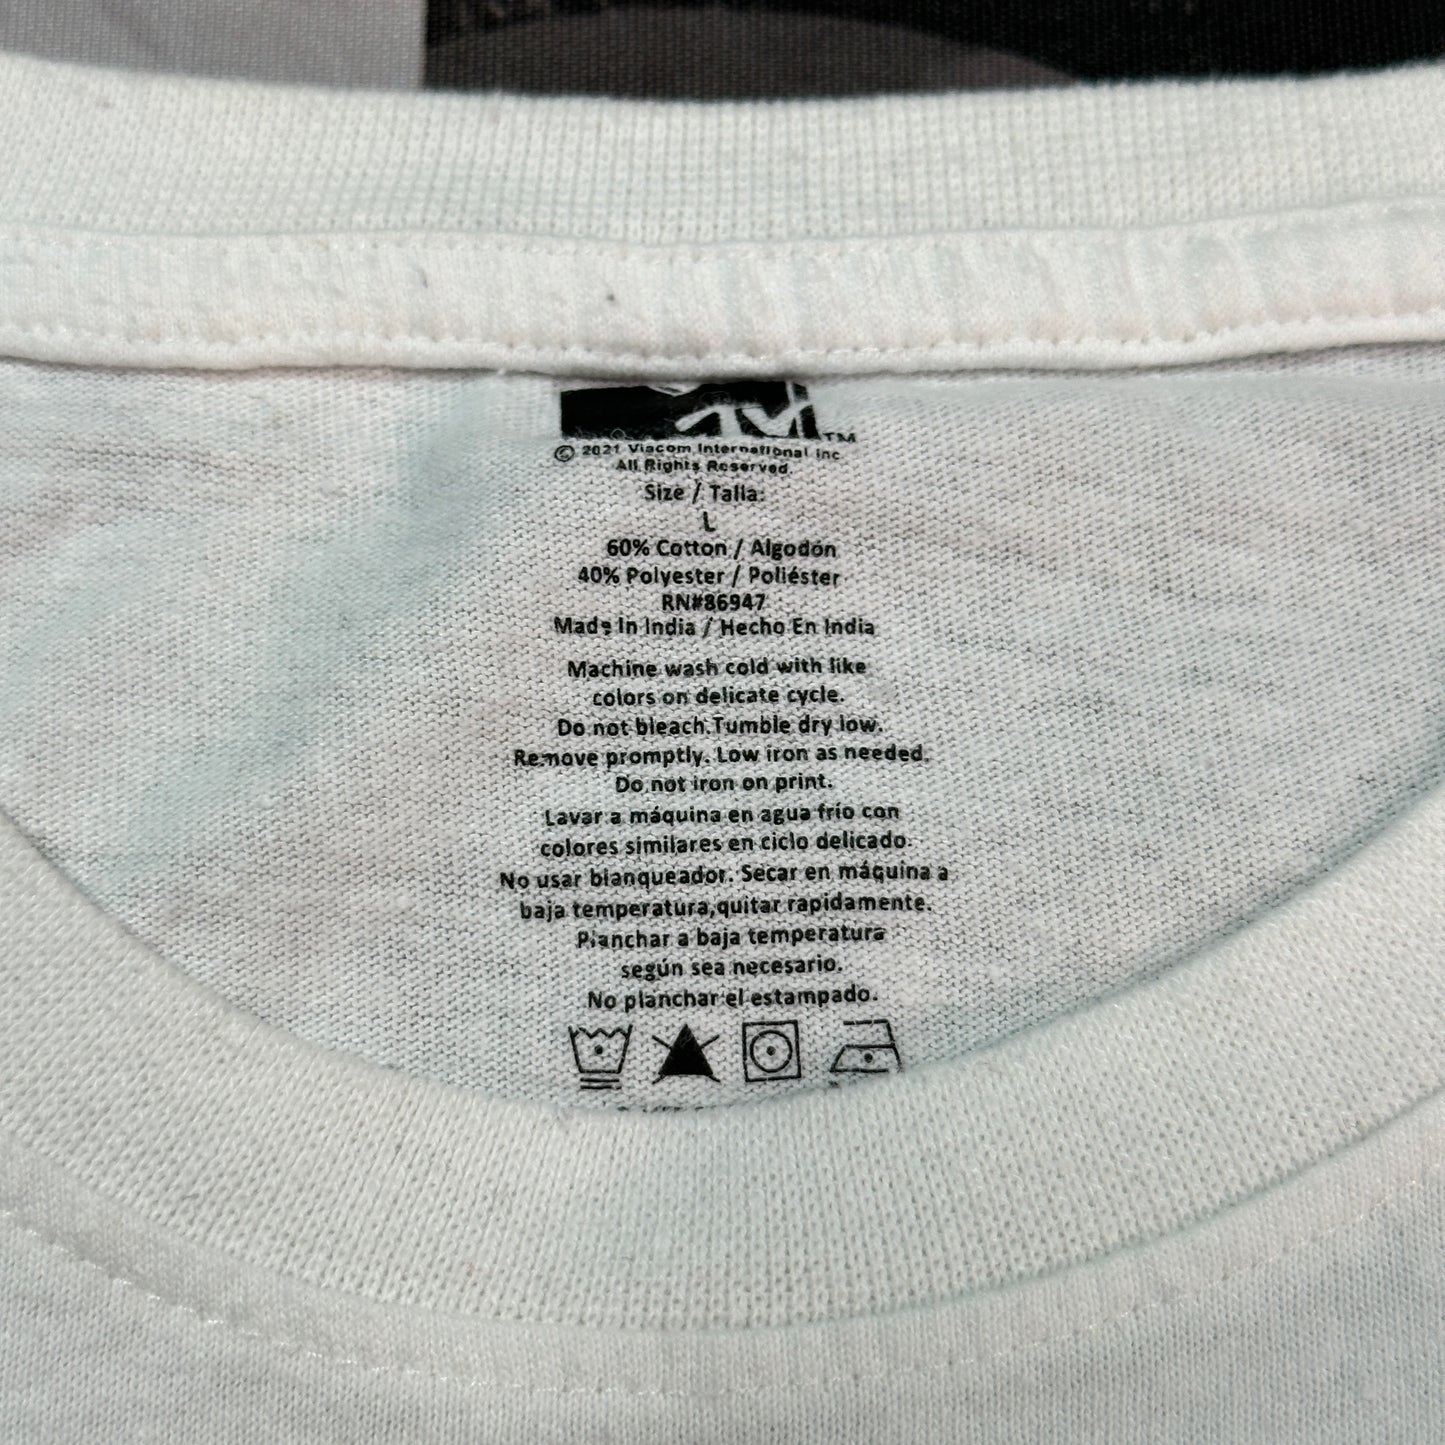 MTV TM
© 2021 Viacom International Inc
All Rights Reserved.
Size / Talla:
L
60% Cotton / Algodón
40% Polyester / Poliéster
RN#86947
Made In India / Hecho En India
Machine wash cold with like
colors on delicate cycle.
Do not bleach.Tumble dry low.
Remove promptly. Low iron as needed.
Do not iron on print.
Lavar a máquina en agua frío con
colores similares en ciclo delicado.
No usar blanqueador. Secar en máquina a
baja temperatura,quitar rapidamente.
Planchar a baja temperatura
según sea necesario.
No planchar el estampado.